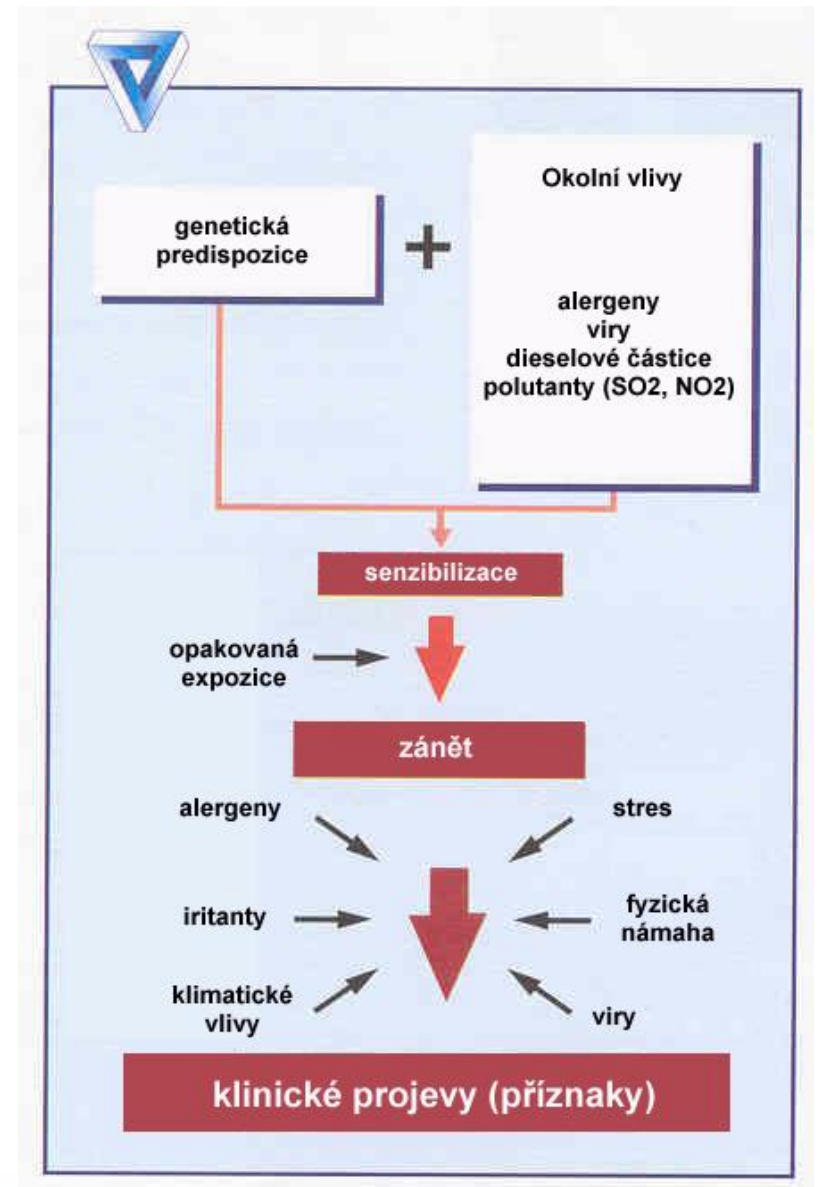 genetická
predispozice
+
Okolní vlivy
alergeny
viry
dieselové částice
polutanty (SO2, NO2)
senzibilizace
opakovaná
expozice
zánět
alergeny
stres
iritanty
fyzická
námaha
klimatické
vlivy
viry
klinické projevy (příznaky)